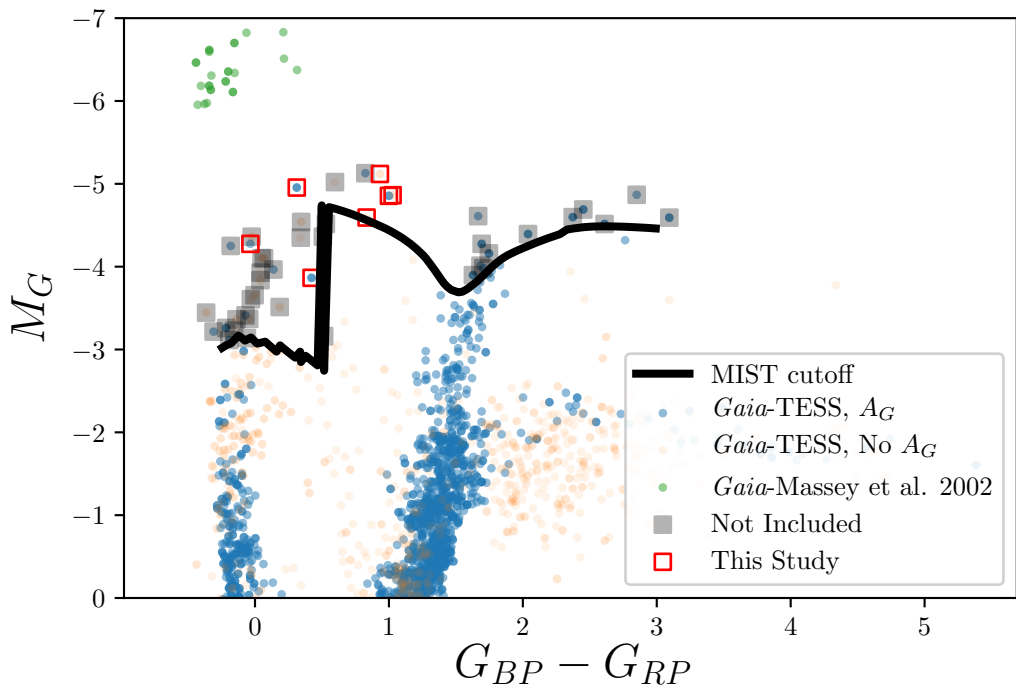 −7
−6
−5
−4
−3
−2
−1
0
M_G
0 1 2 3 4 5
G_BP − G_RP
MIST cutoff
Gaia-TESS, A_G
Gaia-TESS, No A_G
Gaia-Massey et al. 2002
Not Included
This Study